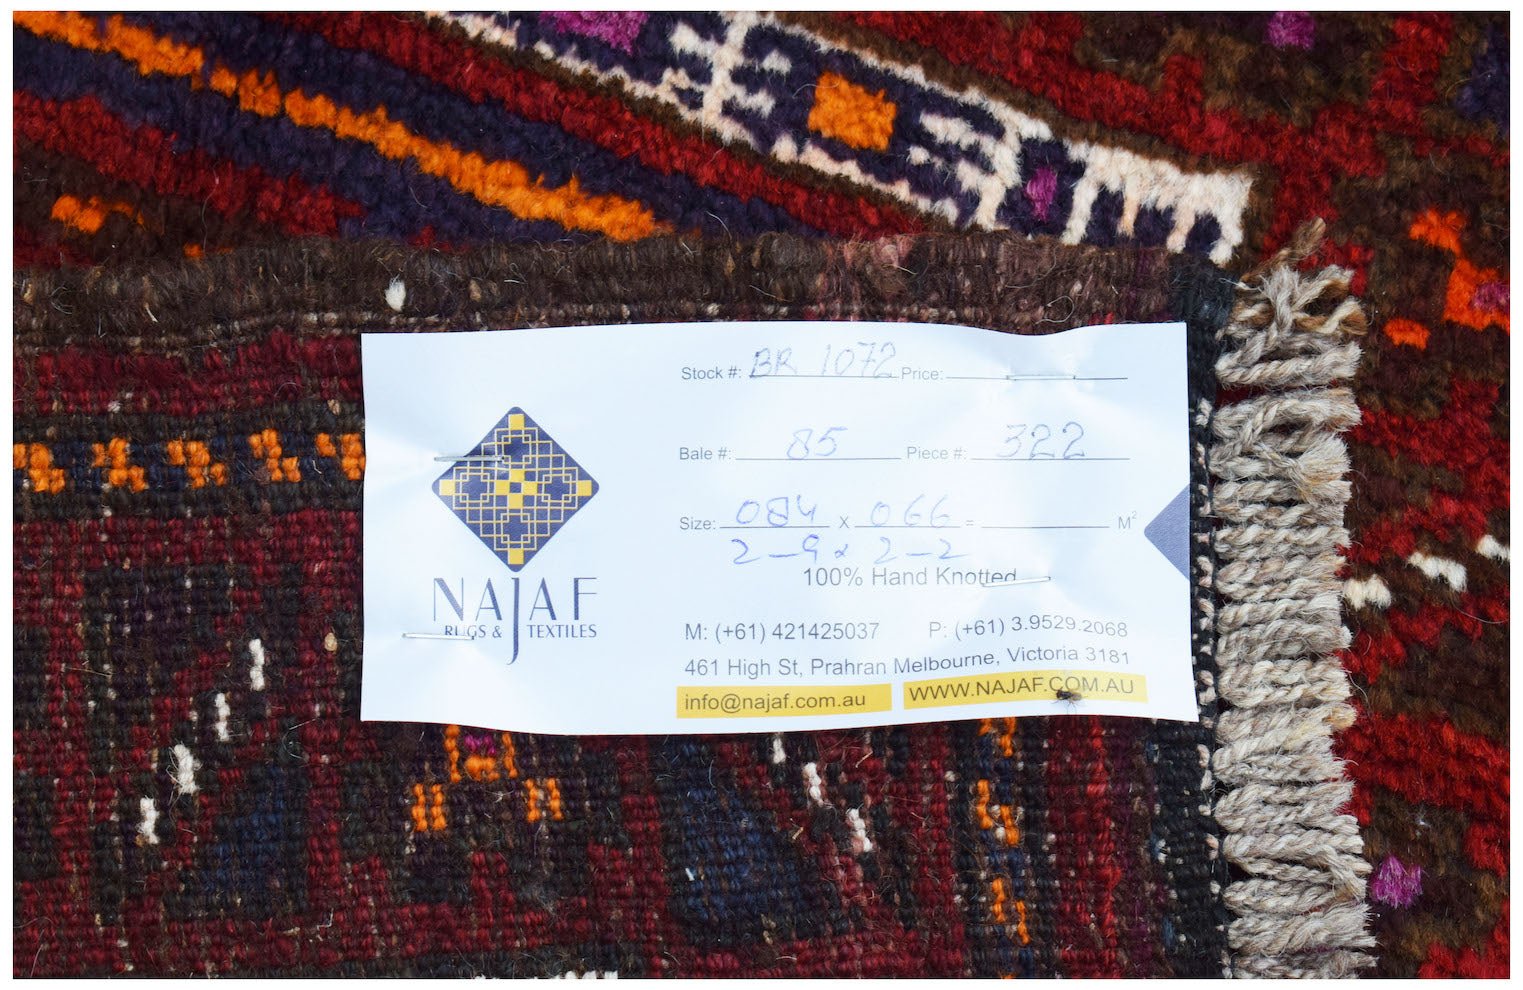 Stock #: BR 1072 Price:
Bale #: 85 Piece #: 322
Size: 084 X 066 = M²
2-9 x 2-2
100% Hand Knotted
NAJAF
RUGS & TEXTILES
M: (+61) 421425037 P: (+61) 3.9529.2068
461 High St, Prahran Melbourne, Victoria 3181
info@najaf.com.au WWW.NAJAF.COM.AU